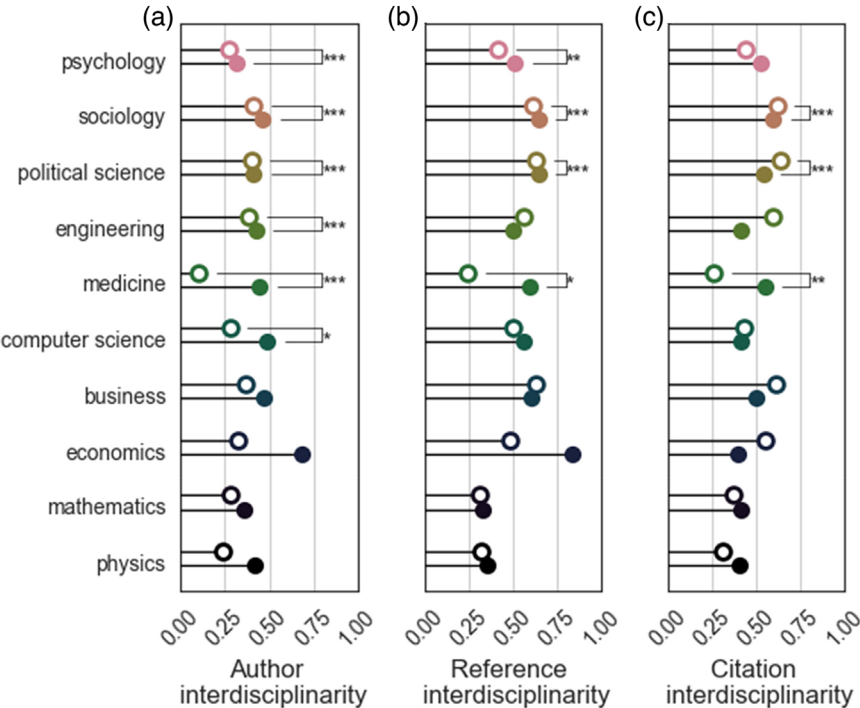 (a) (b) (c)
psychology *** **
sociology *** *** ***
political science *** *** ***
engineering ***
medicine *** * **
computer science *
business
economics
mathematics
physics
0.00 0.25 0.50 0.75 1.00 0.00 0.25 0.50 0.75 1.00 0.00 0.25 0.50 0.75 1.00
Author Reference Citation
interdisciplinarity interdisciplinarity interdisciplinarity